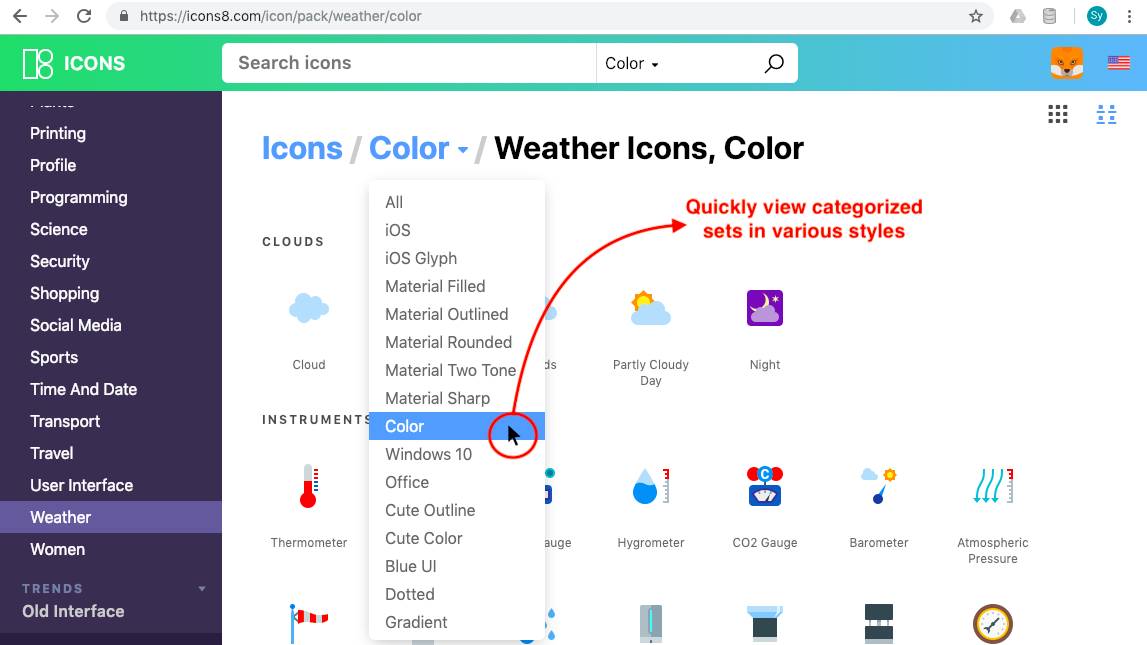 https://icons8.com/icon/pack/weather/color
Sy
ICONS
Search icons
Color
Printing
Profile
Programming
Science
Security
Shopping
Social Media
Sports
Time And Date
Transport
Travel
User Interface
Weather
Women
TRENDS
Old Interface
Icons / Color / Weather Icons, Color
All
iOS
iOS Glyph
Material Filled
Material Outlined
Material Rounded
Material Two Tone
Material Sharp
Color
Windows 10
Office
Cute Outline
Cute Color
Blue UI
Dotted
Gradient
Quickly view categorized
sets in various styles
CLOUDS
Cloud
Partly Cloudy
Day
Night
INSTRUMENTS
Thermometer
Hygrometer
C
CO2 Gauge
Barometer
Atmospheric
Pressure